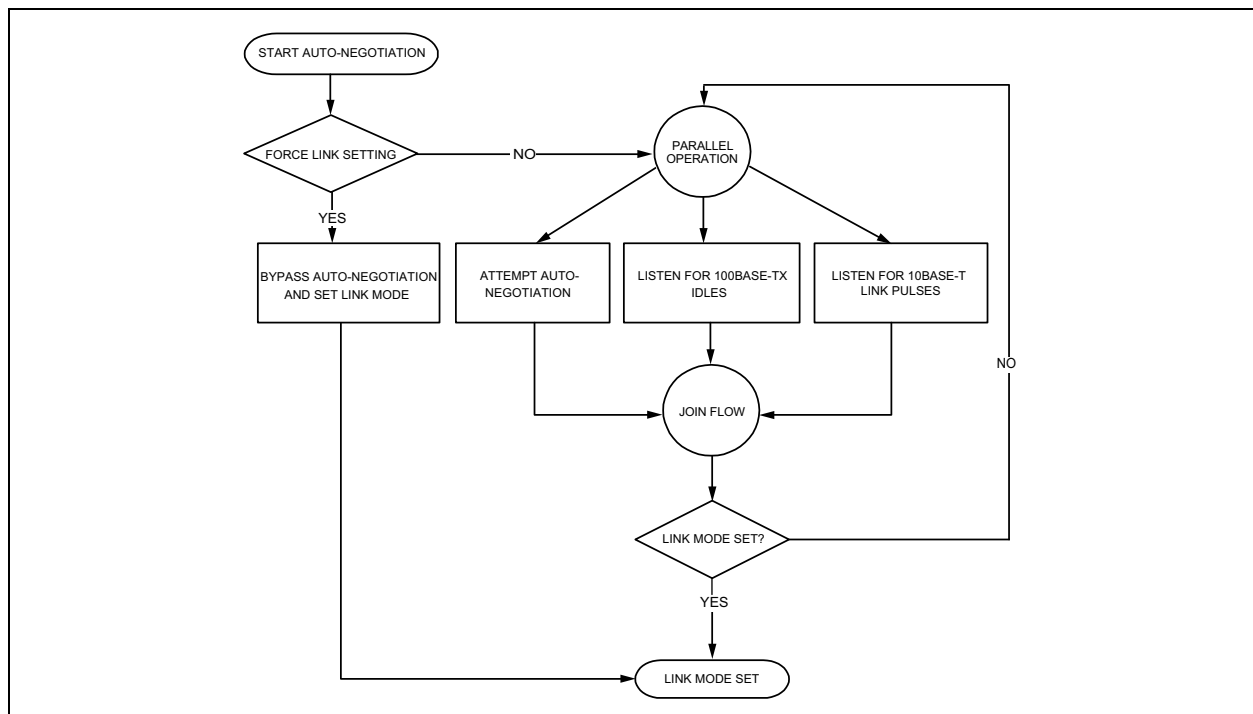 START AUTO-NEGOTIATION
FORCE LINK SETTING
NO
PARALLEL
OPERATION
YES
BYPASS AUTO-NEGOTIATION
AND SET LINK MODE
ATTEMPT AUTO-
NEGOTIATION
LISTEN FOR 100BASE-TX
IDLES
LISTEN FOR 10BASE-T
LINK PULSES
NO
JOIN FLOW
LINK MODE SET?
YES
LINK MODE SET